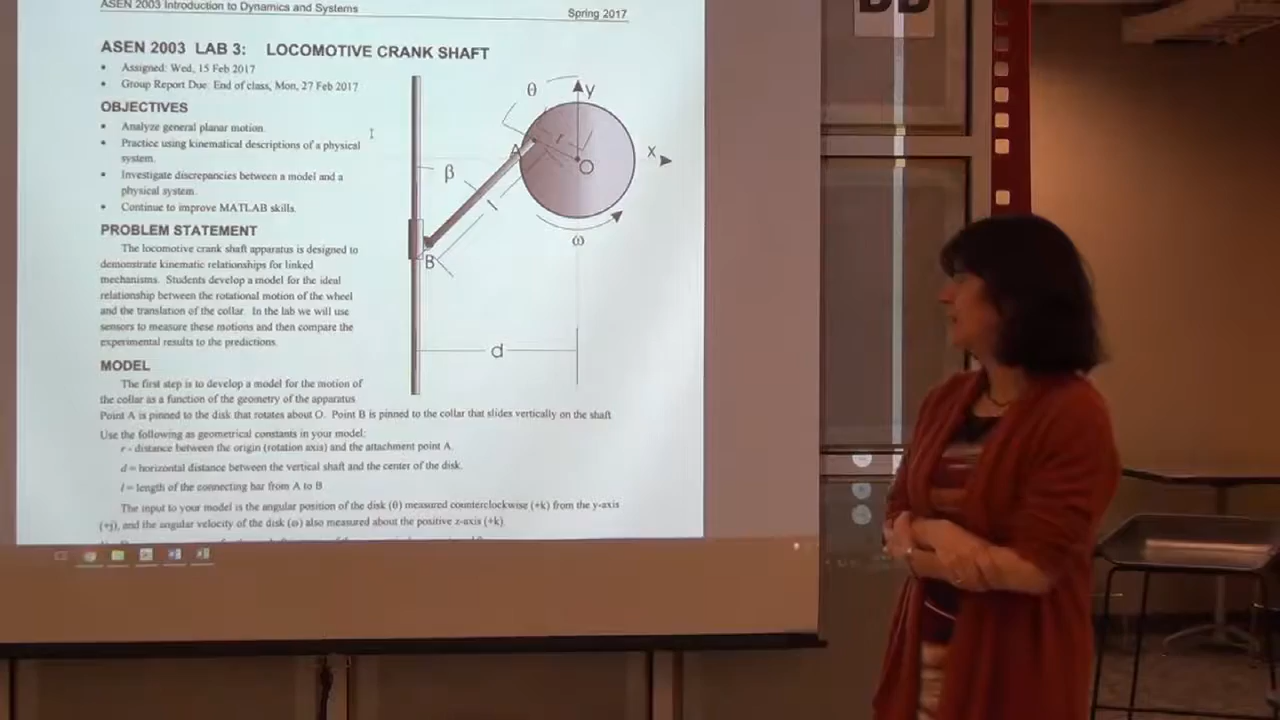 ASEN 2003 Introduction to Dynamics and Systems
Spring 2017
ASEN 2003 LAB 3: LOCOMOTIVE CRANK SHAFT
• Assigned: Wed, 15 Feb 2017
• Group Report Due: End of class, Mon, 27 Feb 2017
OBJECTIVES
• Analyze general planar motion.
• Practice using kinematical descriptions of a physical
system.
• Investigate discrepancies between a model and a
physical system.
• Continue to improve MATLAB skills.
PROBLEM STATEMENT
The locomotive crank shaft apparatus is designed to
demonstrate kinematic relationships for linked
mechanisms. Students develop a model for the ideal
relationship between the rotational motion of the wheel
and the translation of the collar. In the lab we will use
sensors to measure these motions and then compare the
experimental results to the predictions.
θ
y
A
r
x
O
β
l
ω
B
d
MODEL
The first step is to develop a model for the motion of
the collar as a function of the geometry of the apparatus
Point A is pinned to the disk that rotates about O. Point B is pinned to the collar that slides vertically on the shaft
Use the following as geometrical constants in your model:
r - distance between the origin (rotation axis) and the attachment point A.
d = horizontal distance between the vertical shaft and the center of the disk.
l = length of the connecting bar from A to B
The input to your model is the angular position of the disk (θ) measured counterclockwise (+k) from the y-axis
(+j), and the angular velocity of the disk (ω) also measured about the positive z-axis (+k)